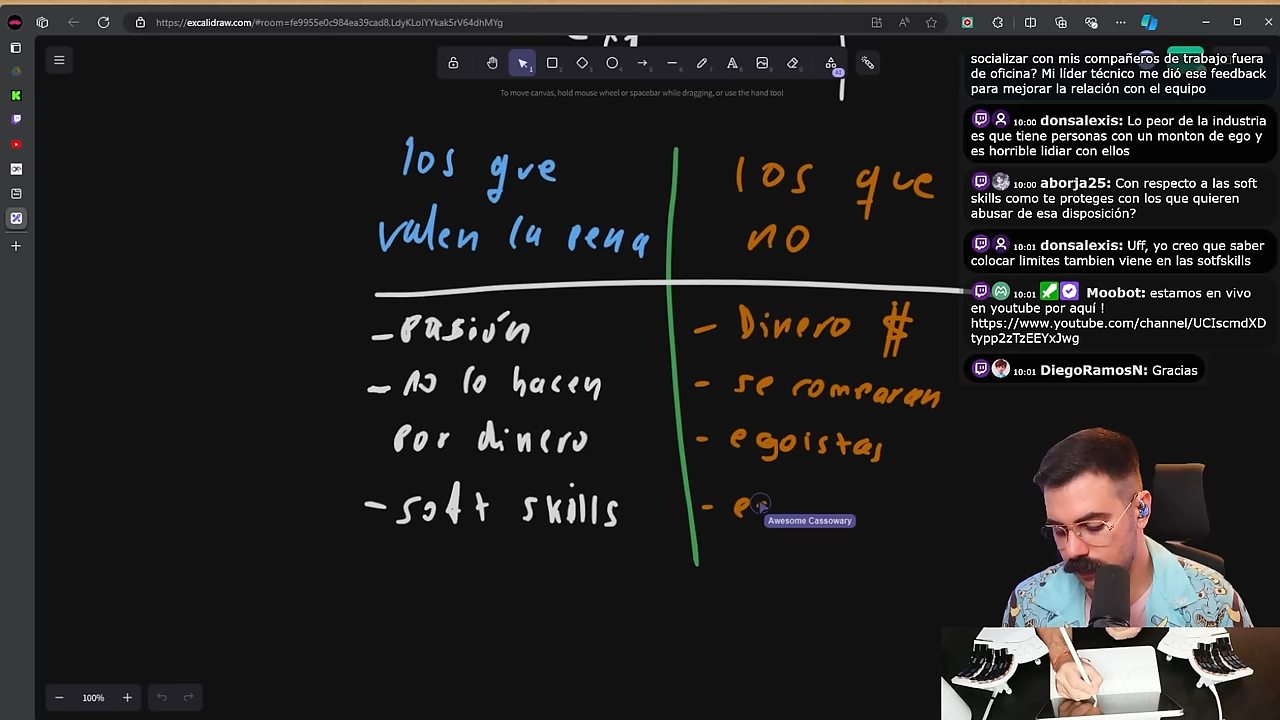 https://excalidraw.com/#room=fe9955e0c984ea39cad8,LdyKLolYYkak5rV64dhMYg
To move canvas, hold mouse wheel or spacebar while dragging, or use the hand tool
los que
valen la pena
los que
no
- Pasión
- no lo hacen
por dinero
- soft skills
- Dinero $
- se comparan
- egoistas
-
Awesome Cassowary
socializar con mis compañeros de trabajo fuera
de oficina? Mi líder técnico me dió ese feedback
para mejorar la relación con el equipo
10:00 donsalexis: Lo peor de la industria
es que tiene personas con un monton de ego y
es horrible lidiar con ellos
10:00 aborja25: Con respecto a las soft
skills como te proteges con los que quieren
abusar de esa disposición?
10:01 donsalexis: Uff, yo creo que saber
colocar limites tambien viene en las sotfskills
10:01 Moobot: estamos en vivo
en youtube por aquí !
https://www.youtube.com/channel/UCIscmdXD
typp2zTzEEYxJwg
10:01 DiegoRamosN: Gracias
100%